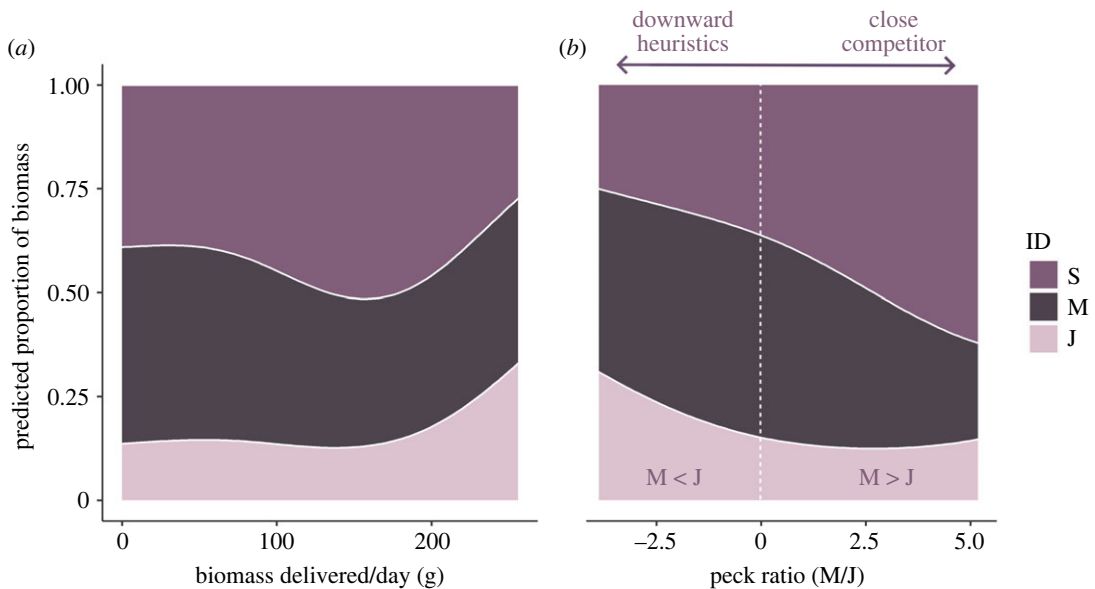 (a)
(b)
downward
heuristics
close
competitor
1.00
0.75
0.50
0.25
0
predicted proportion of biomass
0
100
200
biomass delivered/day (g)
M < J
M > J
–2.5
0
2.5
5.0
peck ratio (M/J)
ID
S
M
J